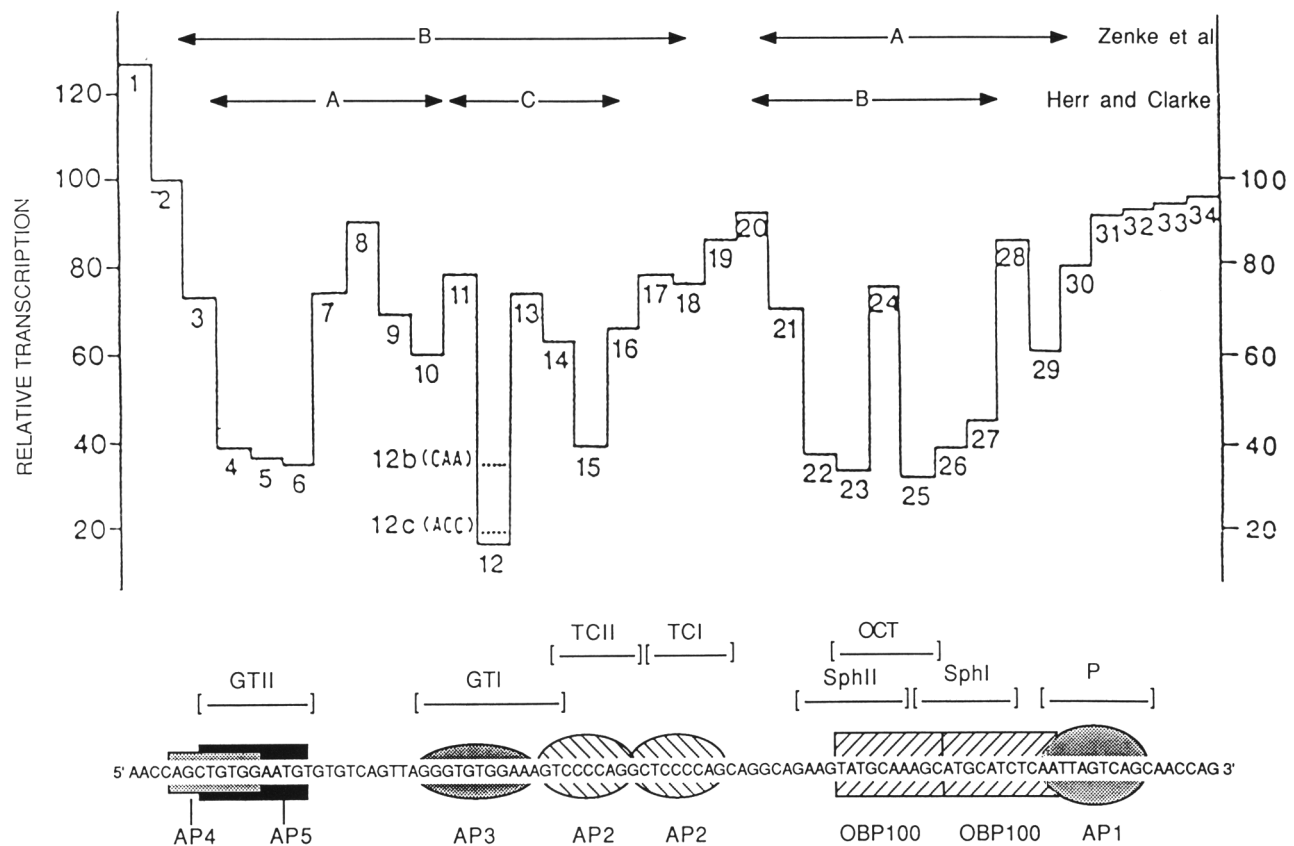 B A Zenke et al
A C B Herr and Clarke
RELATIVE TRANSCRIPTION
120
100
80
60
40
20
100
80
60
40
20
1 2 3 4 5 6 7 8 9 10 11 12 13 14 15 16 17 18 19 20 21 22 23 24 25 26 27 28 29 30 31 32 33 34
12b (CAA)
12c (ACC)
TCII TCI OCT
GTII GTI SphII SphI P
5' AACCAGCTGTGGAATGTGTGTCAGTTAGGGTGTGGAAAGTCCCCAGGCTCCCCAGCAGGCAGAAGTATGCAAAGCATGCATCTCAATTAGTCAGCAACCAG 3'
AP4 AP5 AP3 AP2 AP2 OBP100 OBP100 AP1